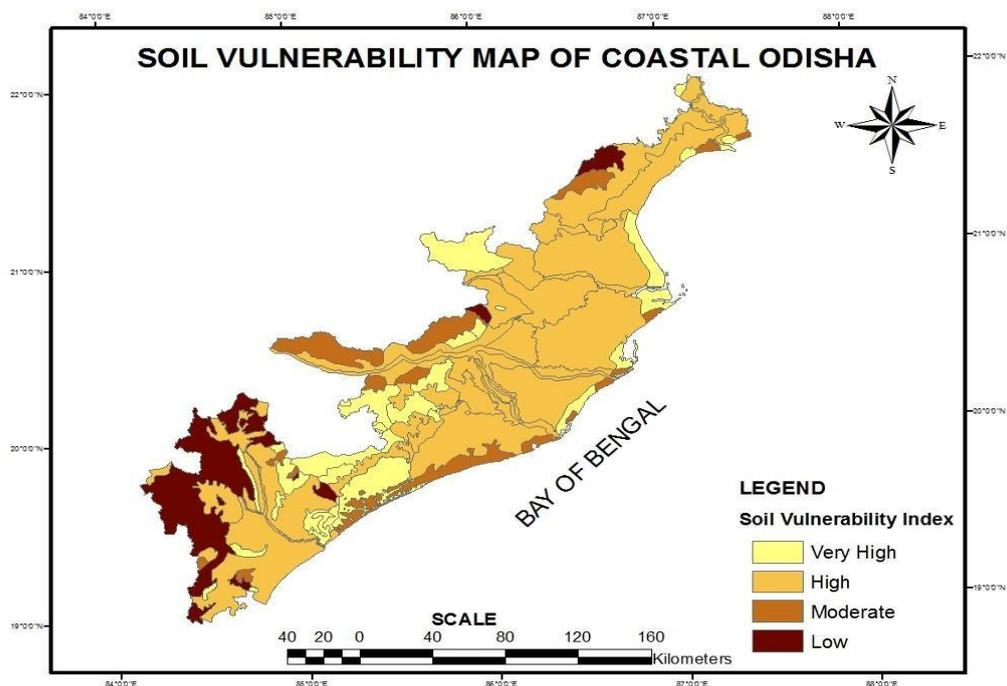 84°0'0"E 85°0'0"E 86°0'0"E 87°0'0"E 88°0'0"E
SOIL VULNERABILITY MAP OF COASTAL ODISHA
22°0'0"N
22°0'0"N
N
W E
S
21°0'0"N
21°0'0"N
20°0'0"N
20°0'0"N
BAY OF BENGAL
LEGEND
Soil Vulnerability Index
Very High
High
Moderate
Low
19°0'0"N
19°0'0"N
SCALE
40 20 0 40 80 120 160
Kilometers
84°0'0"E 85°0'0"E 86°0'0"E 87°0'0"E 88°0'0"E